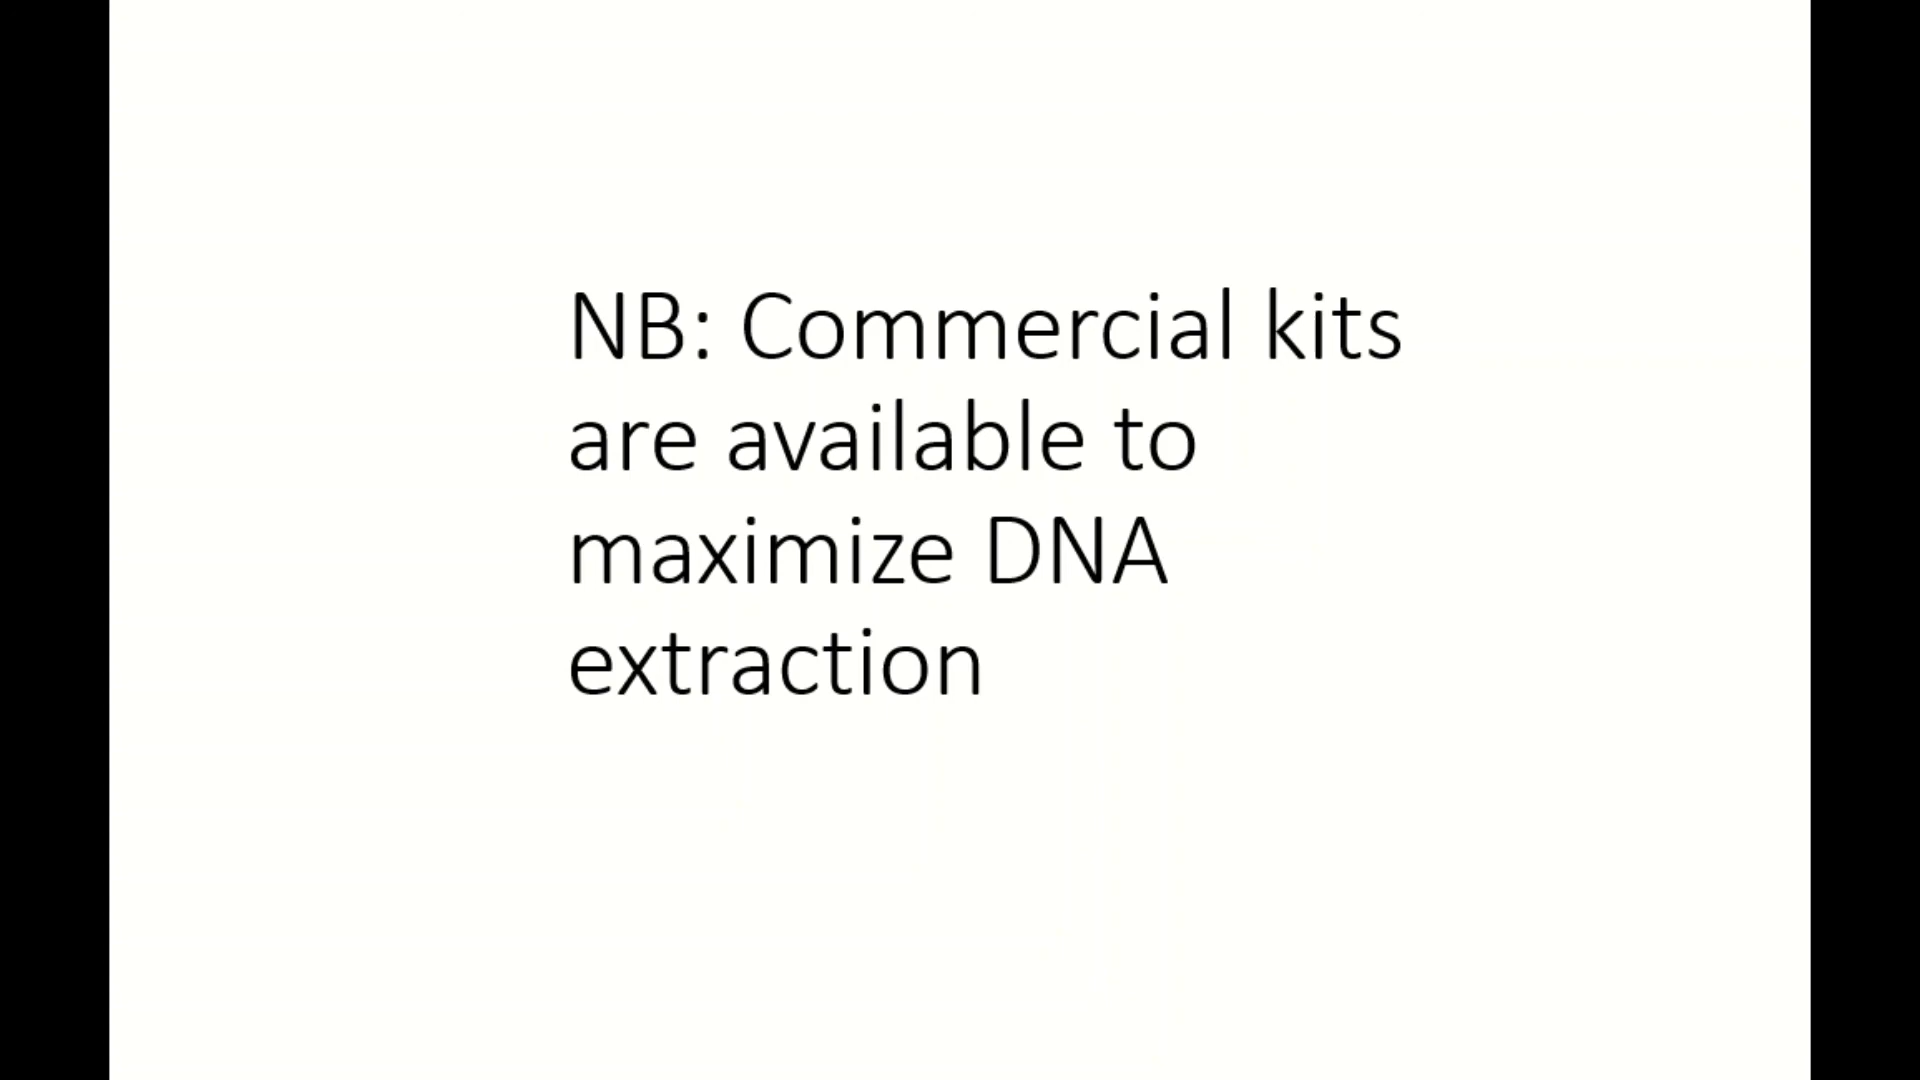 NB: Commercial kits
are available to
maximize DNA
extraction